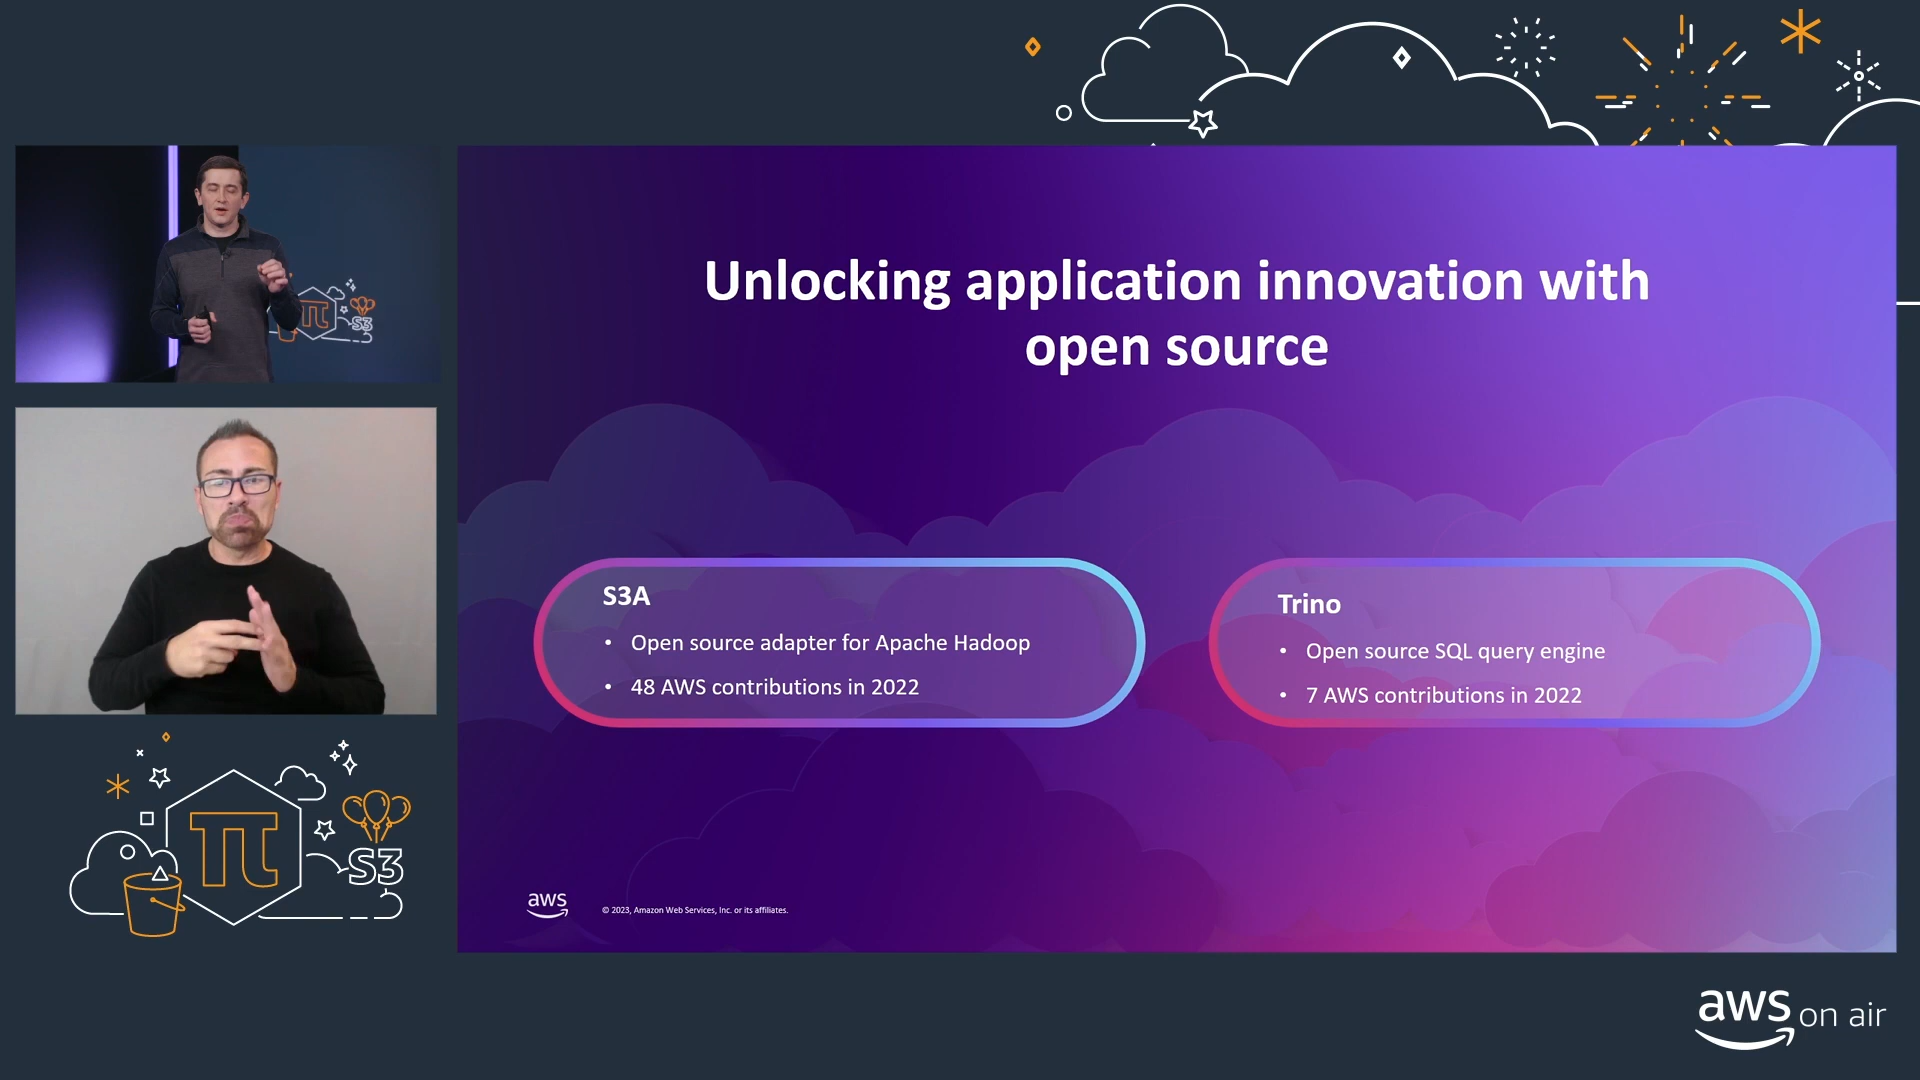 Unlocking application innovation with
open source
S3A
• Open source adapter for Apache Hadoop
• 48 AWS contributions in 2022
Trino
• Open source SQL query engine
• 7 AWS contributions in 2022
aws
© 2023, Amazon Web Services, Inc. or its affiliates.
π
S3
π
S3
aws on air